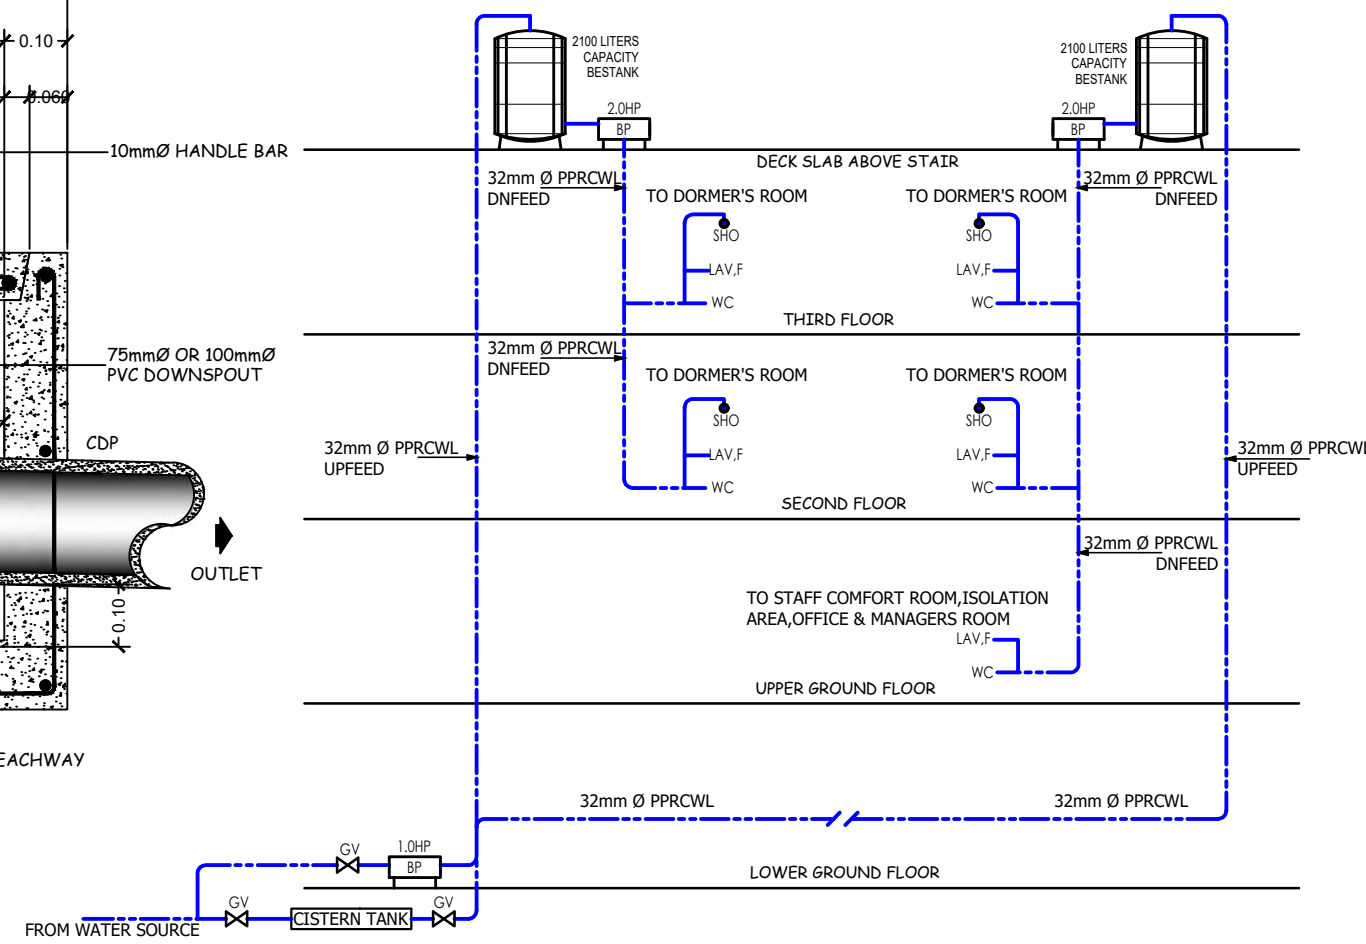 0.10
0.060
10mmØ HANDLE BAR
75mmØ OR 100mmØ
PVC DOWNSPOUT
CDP
OUTLET
0.10
EACHWAY
2100 LITERS
CAPACITY
BESTANK
2.0HP
BP
2100 LITERS
CAPACITY
BESTANK
2.0HP
BP
DECK SLAB ABOVE STAIR
32mm Ø PPRCWL
DNFEED
TO DORMER'S ROOM
SHO
LAV,F
WC
TO DORMER'S ROOM
SHO
LAV,F
WC
32mm Ø PPRCWL
DNFEED
THIRD FLOOR
32mm Ø PPRCWL
DNFEED
TO DORMER'S ROOM
SHO
LAV,F
WC
TO DORMER'S ROOM
SHO
LAV,F
WC
32mm Ø PPRCWL
UPFEED
32mm Ø PPRCWL
UPFEED
SECOND FLOOR
32mm Ø PPRCWL
DNFEED
TO STAFF COMFORT ROOM,ISOLATION
AREA,OFFICE & MANAGERS ROOM
LAV,F
WC
UPPER GROUND FLOOR
32mm Ø PPRCWL
32mm Ø PPRCWL
GV
1.0HP
BP
LOWER GROUND FLOOR
GV
CISTERN TANK
GV
FROM WATER SOURCE